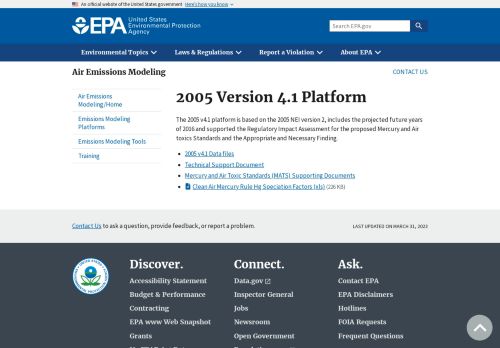 An official website of the United States government Here's how you know
EPA United States
Environmental Protection
Agency
Search EPA.gov
Environmental Topics
Laws & Regulations
Report a Violation
About EPA
Air Emissions Modeling
CONTACT US
Air Emissions
Modeling/Home
Emissions Modeling
Platforms
Emissions Modeling Tools
Training
2005 Version 4.1 Platform
The 2005 v4.1 platform is based on the 2005 NEI version 2, includes the projected future years
of 2016 and supported the Regulatory Impact Assessment for the proposed Mercury and Air
toxics Standards and the Appropriate and Necessary Finding.
2005 v4.1 Data files
Technical Support Document
Mercury and Air Toxic Standards (MATS) Supporting Documents
Clean Air Mercury Rule Hg Speciation Factors (xls) (226 KB)
Contact Us to ask a question, provide feedback, or report a problem.
LAST UPDATED ON MARCH 31, 2023
Discover.
Accessibility Statement
Budget & Performance
Contracting
EPA www Web Snapshot
Grants
Connect.
Data.gov
Inspector General
Jobs
Newsroom
Open Government
Ask.
Contact EPA
EPA Disclaimers
Hotlines
FOIA Requests
Frequent Questions